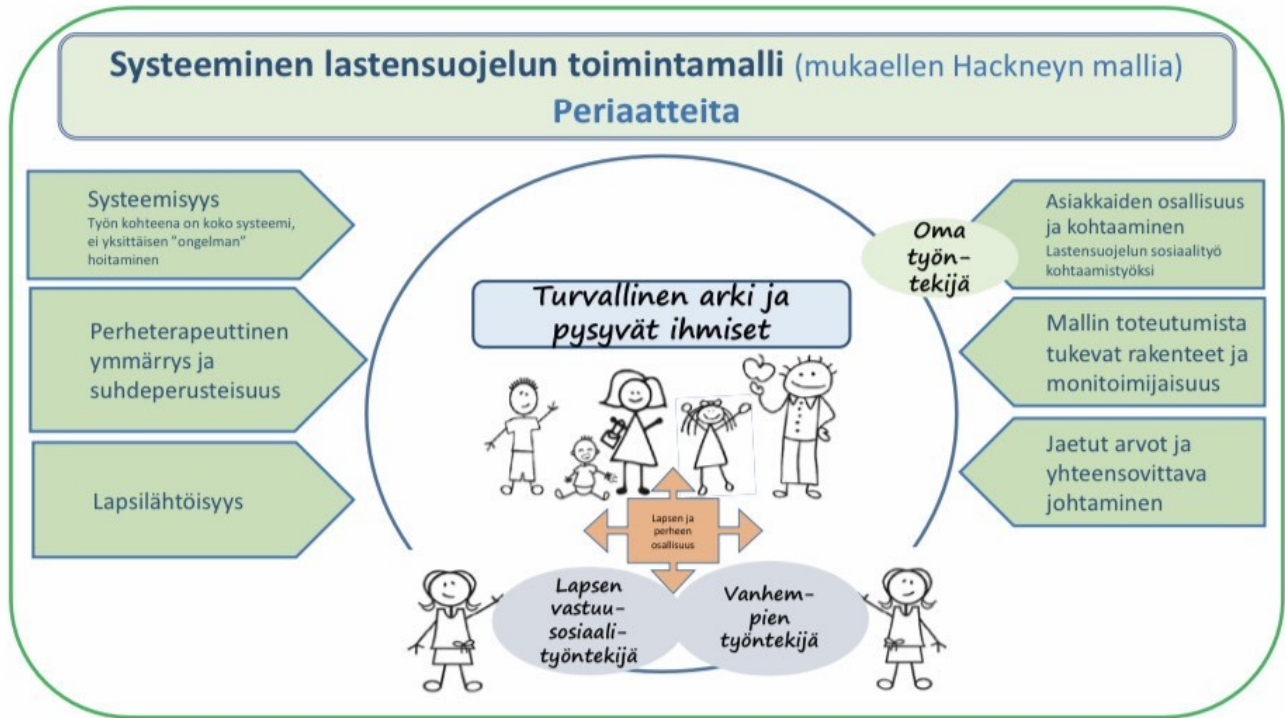 Systeeminen lastensuojelun toimintamalli (mukaellen Hackneyn mallia)
Periaatteita
Systeemisyys
Työn kohteena on koko systeemi,
ei yksittäisen "ongelman"
hoitaminen
Perheterapeuttinen
ymmärrys ja
suhdeperusteisuus
Lapsilähtöisyys
Oma
työn-
tekijä
Turvallinen arki ja
pysyvät ihmiset
Lapsen ja
perheen
osallisuus
Lapsen
vastuu-
sosiaali-
työntekijä
Vanhem-
pien
työntekijä
Asiakkaiden osallisuus
ja kohtaaminen
Lastensuojelun sosiaalityö
kohtaamistyöksi
Mallin toteutumista
tukevat rakenteet ja
monitoimijaisuus
Jaetut arvot ja
yhteensovittava
johtaminen